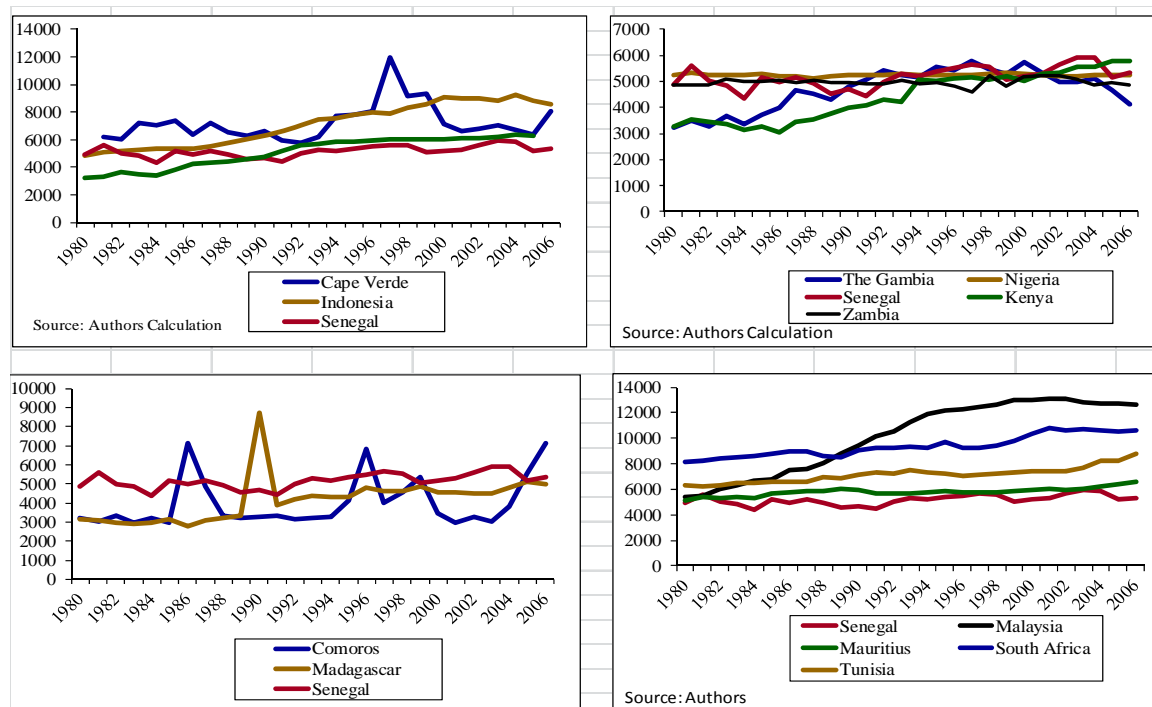 14000
12000
10000
8000
6000
4000
2000
0
1980 1982 1984 1986 1988 1990 1992 1994 1996 1998 2000 2002 2004 2006
Cape Verde
Indonesia
Senegal
Source: Authors Calculation
7000
6000
5000
4000
3000
2000
1000
0
1980 1982 1984 1986 1988 1990 1992 1994 1996 1998 2000 2002 2004 2006
The Gambia Nigeria
Senegal Kenya
Zambia
Source: Authors Calculation
10000
9000
8000
7000
6000
5000
4000
3000
2000
1000
0
1980 1982 1984 1986 1988 1990 1992 1994 1996 1998 2000 2002 2004 2006
Comoros
Madagascar
Senegal
14000
12000
10000
8000
6000
4000
2000
0
1980 1982 1984 1986 1988 1990 1992 1994 1996 1998 2000 2002 2004 2006
Senegal Malaysia
Mauritius South Africa
Tunisia
Source: Authors